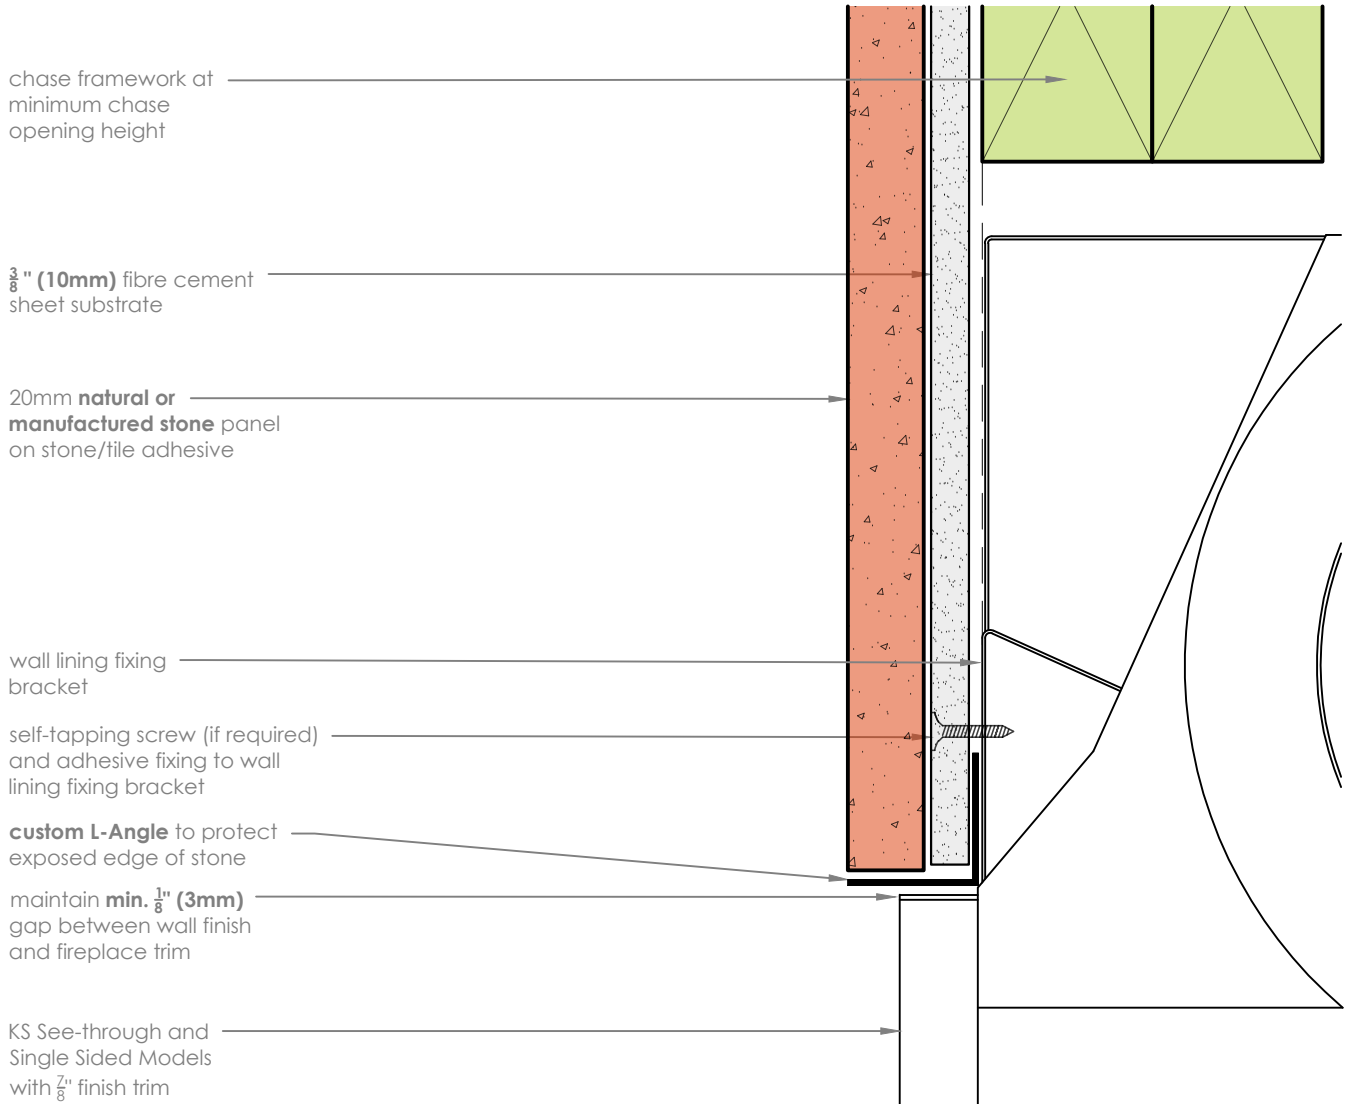 chase framework at
minimum chase
opening height
3/8" (10mm) fibre cement
sheet substrate
20mm natural or
manufactured stone panel
on stone/tile adhesive
wall lining fixing
bracket
self-tapping screw (if required)
and adhesive fixing to wall
lining fixing bracket
custom L-Angle to protect
exposed edge of stone
maintain min. 1/8" (3mm)
gap between wall finish
and fireplace trim
KS See-through and
Single Sided Models
with 7/8" finish trim